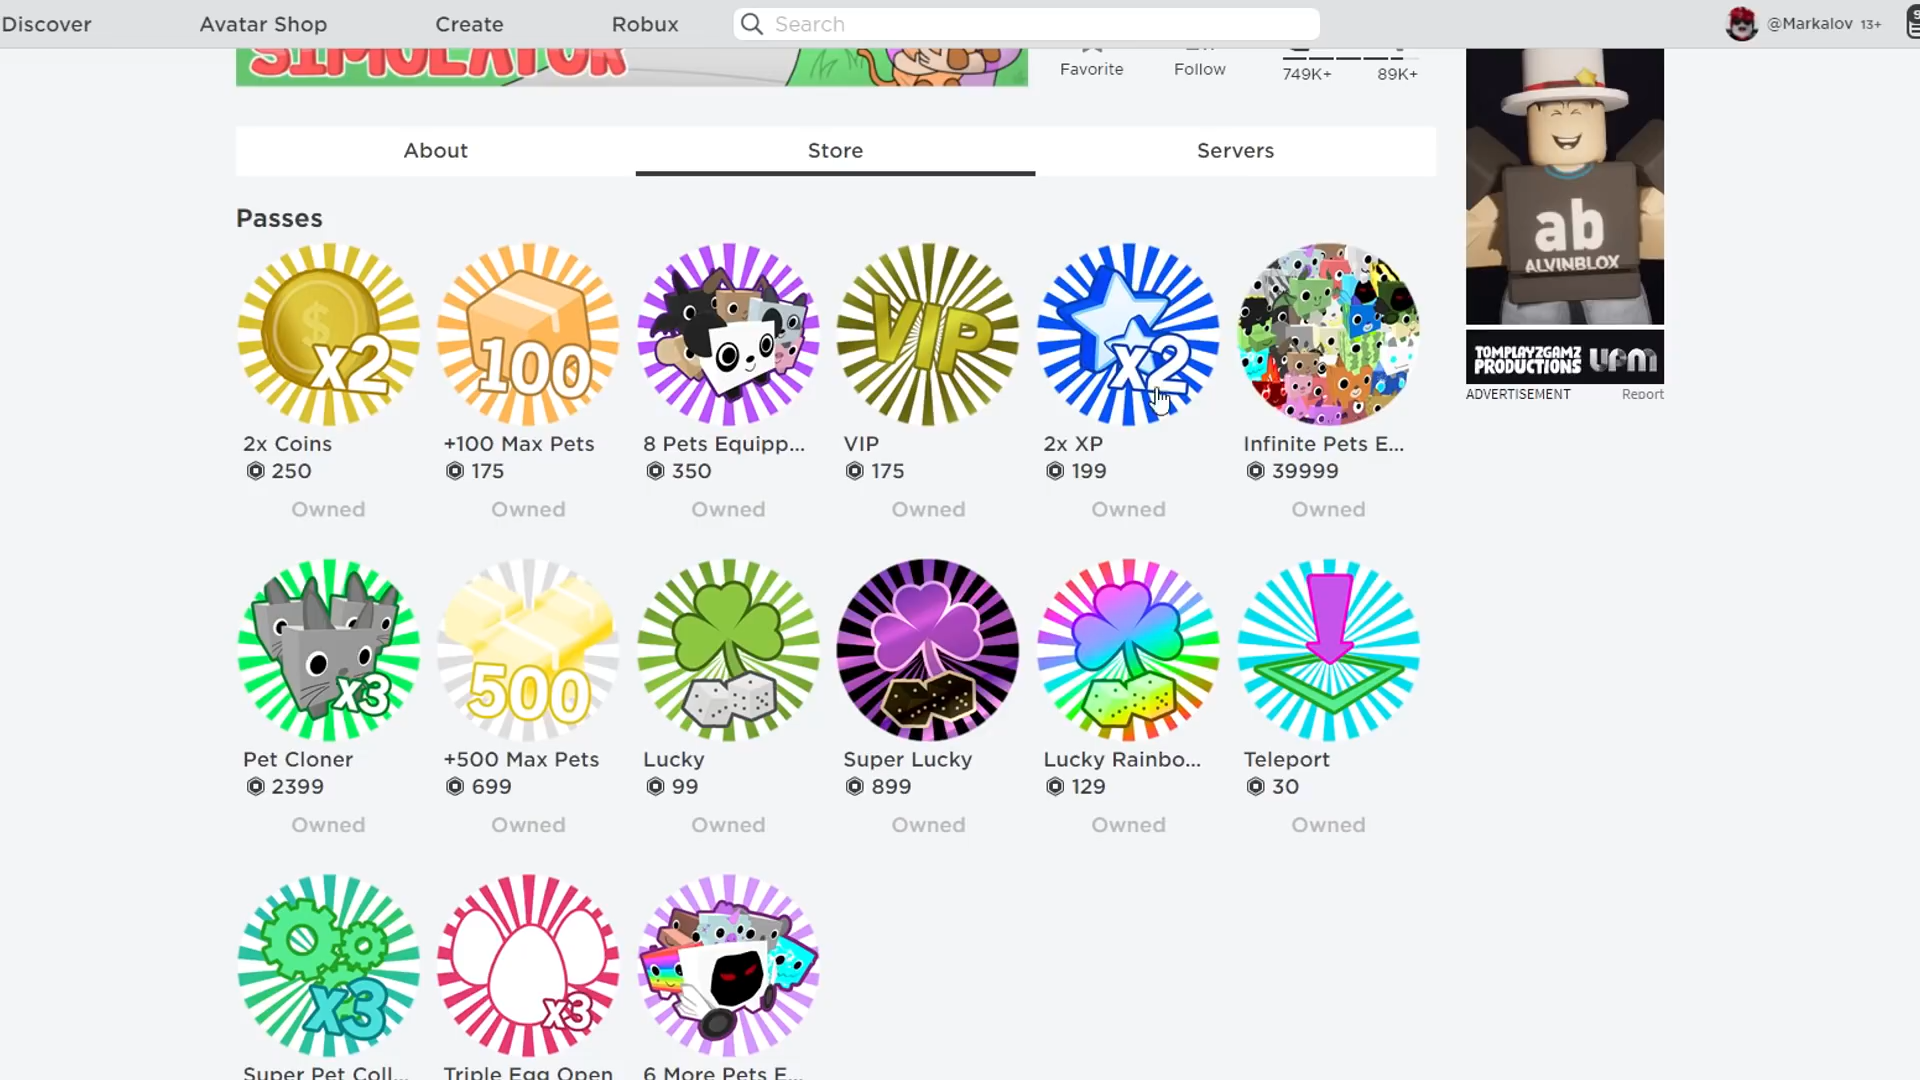 Discover Avatar Shop Create Robux Search @Markalov 13+
SIMULATOR
Favorite Follow 749K+ 89K+
About Store Servers
Passes
x2 100 VIP x2
2x Coins +100 Max Pets 8 Pets Equipp... VIP 2x XP Infinite Pets E...
250 175 350 175 199 39999
Owned Owned Owned Owned Owned Owned
x3 500
Pet Cloner +500 Max Pets Lucky Super Lucky Lucky Rainbo... Teleport
2399 699 99 899 129 30
Owned Owned Owned Owned Owned Owned
x3 x3
Super Pet Coll... Triple Egg Open 6 More Pets E...
ab
ALVINBLOX
TOMPLAYZGAMZ
PRODUCTIONS
ADVERTISEMENT Report